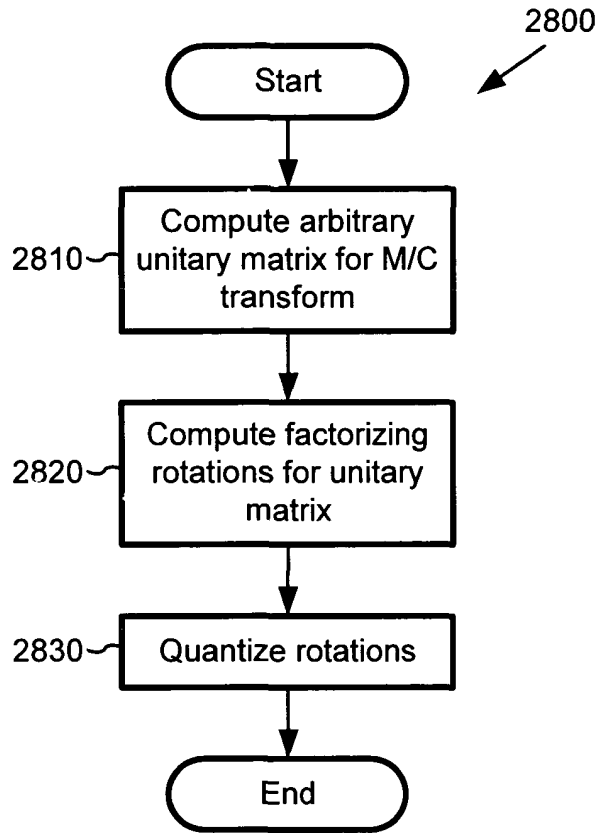 2800
Start
Compute arbitrary
2810
unitary matrix for M/C
transform
Compute factorizing
2820
rotations for unitary
matrix
2830
Quantize rotations
End